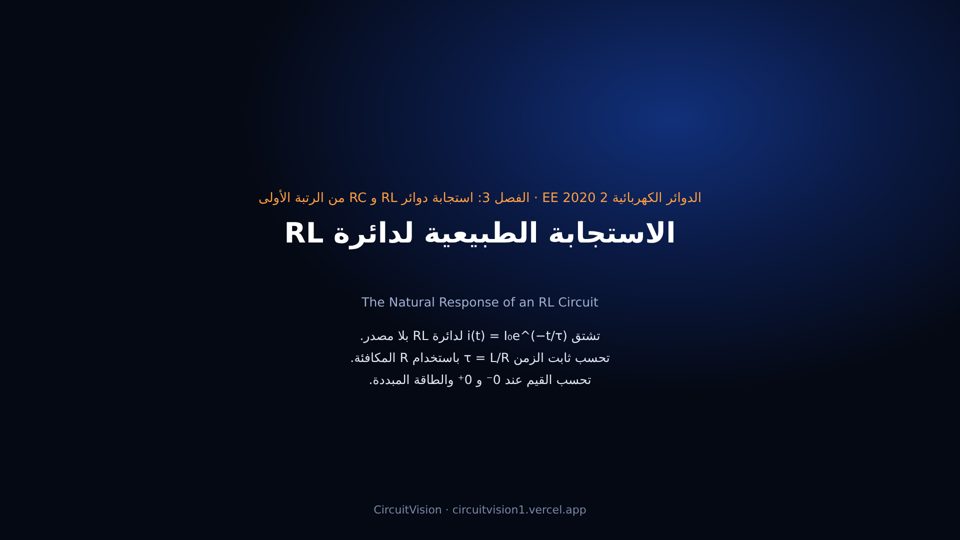 الدوائر الكهربائية 2 EE 2020 · الفصل 3: استجابة دوائر RL و RC من الرتبة الأولى
الاستجابة الطبيعية لدائرة RL
The Natural Response of an RL Circuit
تشتق i(t) = I₀e^(−t/τ) لدائرة RL بلا مصدر.
تحسب ثابت الزمن τ = L/R باستخدام R المكافئة.
تحسب القيم عند 0⁻ و 0⁺ والطاقة المبددة.
CircuitVision · circuitvision1.vercel.app